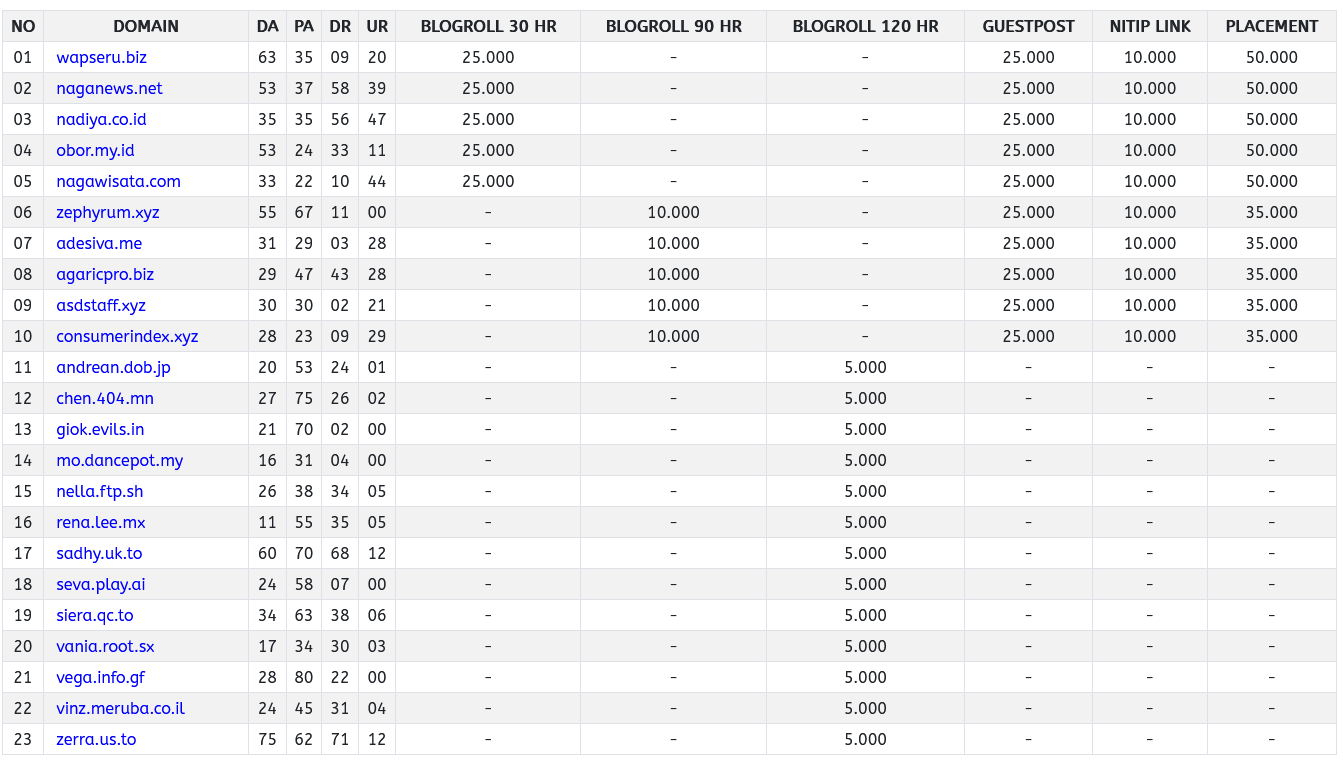 NO DOMAIN DA PA DR UR BLOGROLL 30 HR BLOGROLL 90 HR BLOGROLL 120 HR GUESTPOST NITIP LINK PLACEMENT
01 wapseru.biz 63 35 09 20 25.000 - - 25.000 10.000 50.000
02 naganews.net 53 37 58 39 25.000 - - 25.000 10.000 50.000
03 nadiya.co.id 35 35 56 47 25.000 - - 25.000 10.000 50.000
04 obor.my.id 53 24 33 11 25.000 - - 25.000 10.000 50.000
05 nagawisata.com 33 22 10 44 25.000 - - 25.000 10.000 50.000
06 zephyrum.xyz 55 67 11 00 - 10.000 - 25.000 10.000 35.000
07 adesiva.me 31 29 03 28 - 10.000 - 25.000 10.000 35.000
08 agaricpro.biz 29 47 43 28 - 10.000 - 25.000 10.000 35.000
09 asdstaff.xyz 30 30 02 21 - 10.000 - 25.000 10.000 35.000
10 consumerindex.xyz 28 23 09 29 - 10.000 - 25.000 10.000 35.000
11 andrean.dob.jp 20 53 24 01 - - 5.000 - - -
12 chen.404.mn 27 75 26 02 - - 5.000 - - -
13 giok.evils.in 21 70 02 00 - - 5.000 - - -
14 mo.dancepot.my 16 31 04 00 - - 5.000 - - -
15 nella.ftp.sh 26 38 34 05 - - 5.000 - - -
16 rena.lee.mx 11 55 35 05 - - 5.000 - - -
17 sadhy.uk.to 60 70 68 12 - - 5.000 - - -
18 seva.play.ai 24 58 07 00 - - 5.000 - - -
19 siera.qc.to 34 63 38 06 - - 5.000 - - -
20 vania.root.sx 17 34 30 03 - - 5.000 - - -
21 vega.info.gf 28 80 22 00 - - 5.000 - - -
22 vinz.meruba.co.il 24 45 31 04 - - 5.000 - - -
23 zerra.us.to 75 62 71 12 - - 5.000 - - -